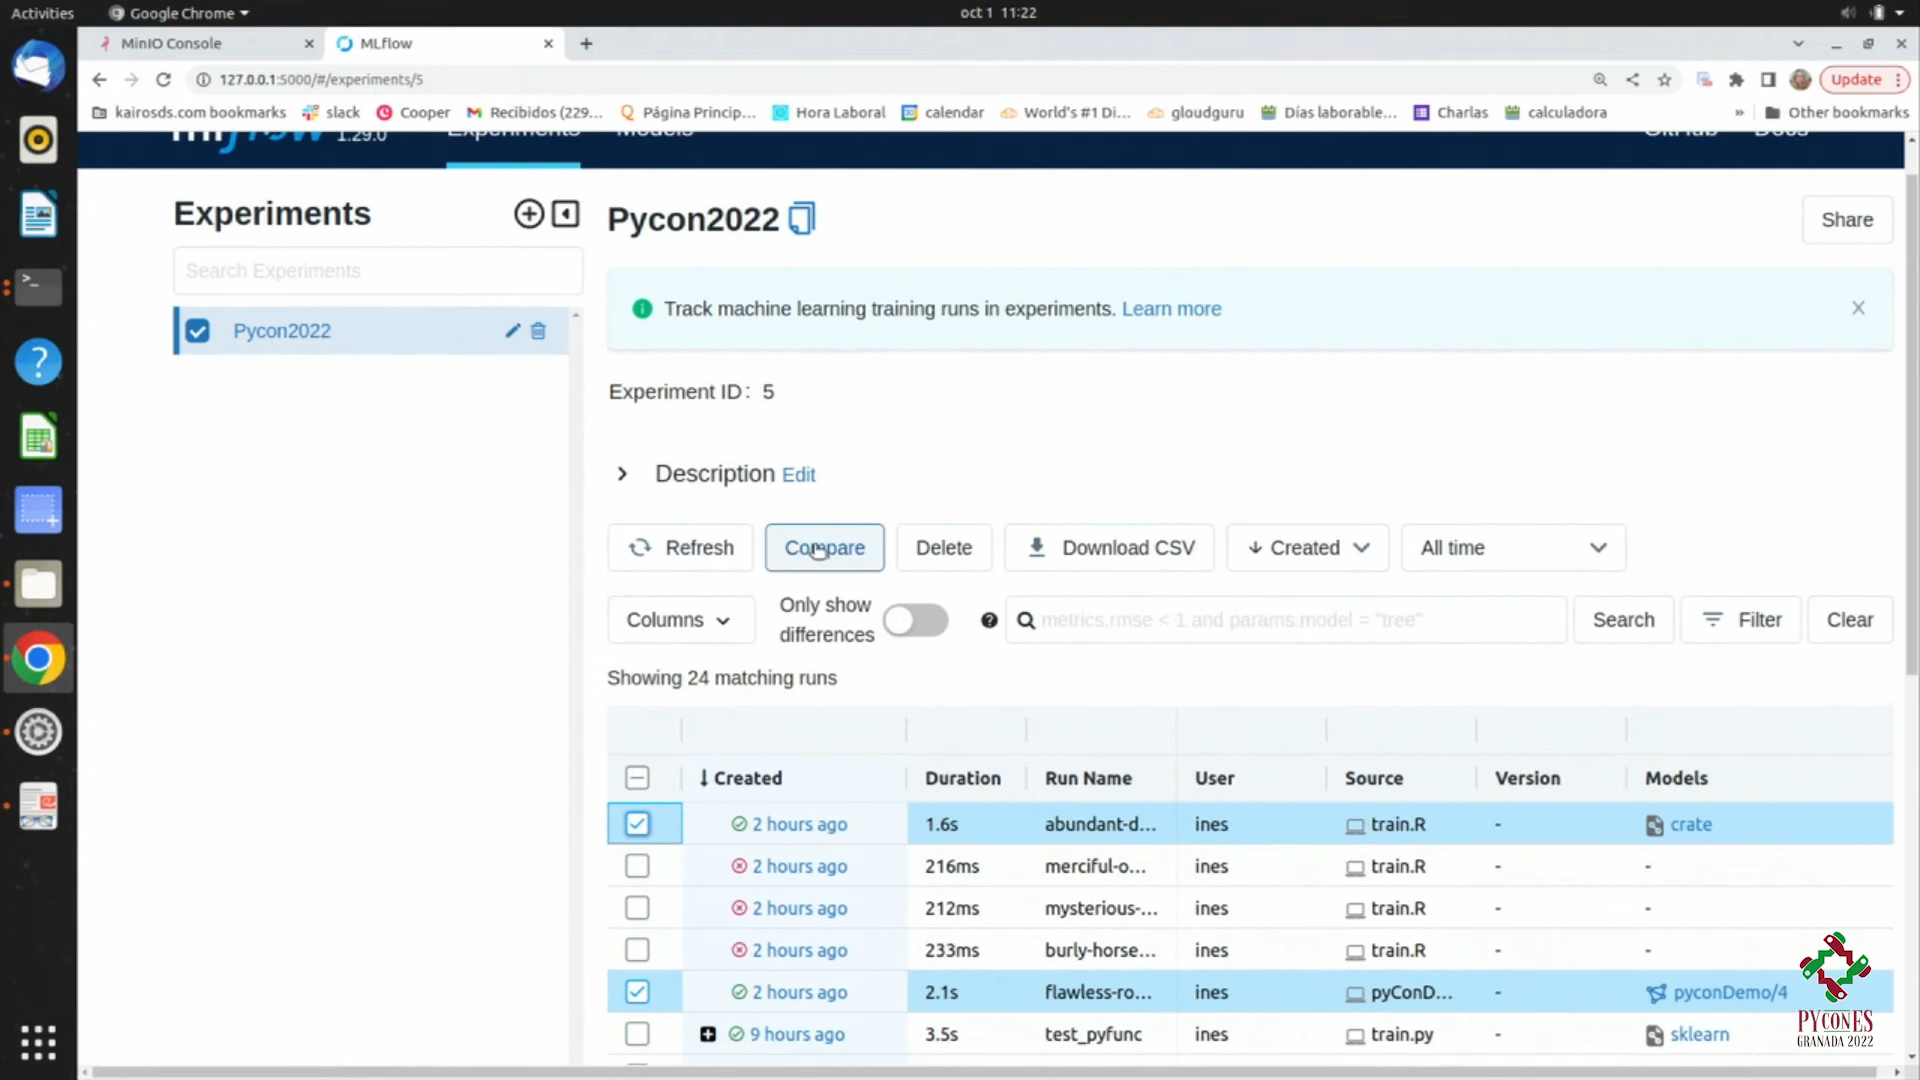 Activities Google Chrome oct 1 11:22
MinIO Console MLflow
127.0.0.1:5000/#/experiments/5 Update
kairosds.com bookmarks slack Cooper Recibidos (229... Página Princip... Hora Laboral calendar World's #1 Di... gloudguru Días laborable... Charlas calculadora » Other bookmarks
mlflow 1.29.0 Experiments Models GitHub Docs
Experiments
Search Experiments
Pycon2022
Pycon2022 Share
Track machine learning training runs in experiments. Learn more
Experiment ID: 5
Description Edit
Refresh Compare Delete Download CSV Created All time
Columns Only show differences metrics.rmse < 1 and params.model = "tree" Search Filter Clear
Showing 24 matching runs
Created Duration Run Name User Source Version Models
2 hours ago 1.6s abundant-d... ines train.R - crate
2 hours ago 216ms merciful-o... ines train.R - -
2 hours ago 212ms mysterious-... ines train.R - -
2 hours ago 233ms burly-horse... ines train.R - -
2 hours ago 2.1s flawless-ro... ines pyConD... - pyconDemo/4
9 hours ago 3.5s test_pyfunc ines train.py - sklearn
PYCONES
GRANADA 2022